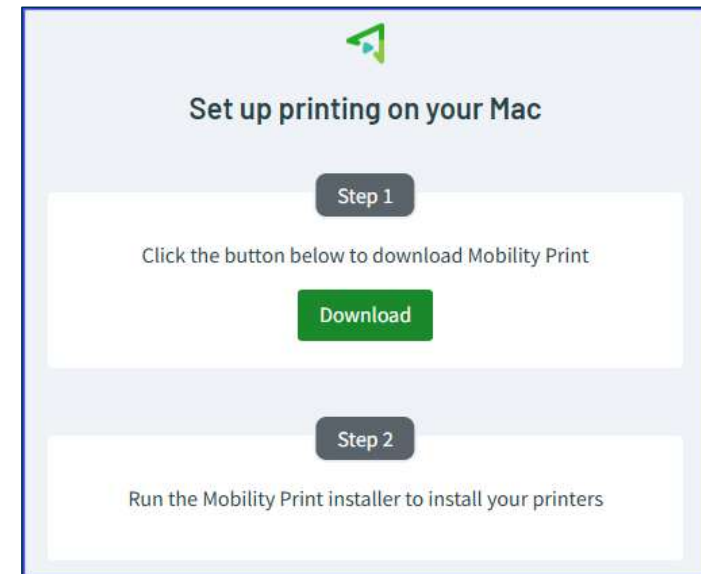 Set up printing on your Mac
Step 1
Click the button below to download Mobility Print
Download
Step 2
Run the Mobility Print installer to install your printers